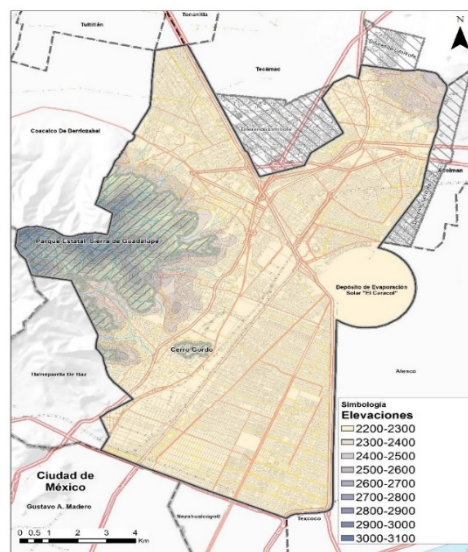 Tultitlán
Tonanitla
N
Tecámac
Coacalco De Berriozabal
Parque Estatal Sierra de Guadalupe
Depósito de Evaporación
Solar "El Caracol"
Cerro Gordo
Atenco
Tlalnepantla De Baz
Simbología
Elevaciones
2200-2300
2300-2400
2400-2500
2500-2600
2600-2700
2700-2800
2800-2900
2900-3000
3000-3100
Ciudad de
México
Gustavo A. Madero
Nezahualcóyotl
Texcoco
0 0.5 1 2 3 4
Km